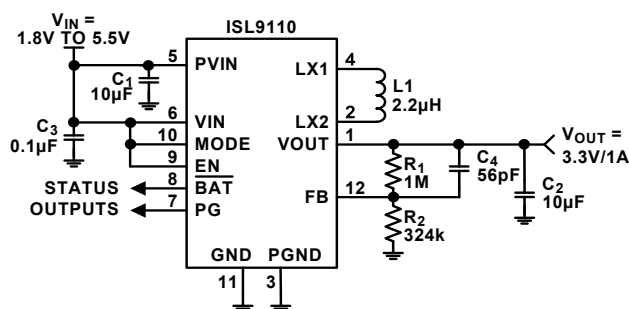 ISL9110
V_IN =
1.8V TO 5.5V
5
PVIN
LX1
4
C1
10µF
L1
2.2µH
6
VIN
LX2
2
C3
0.1µF
10
MODE
VOUT
1
V_OUT =
3.3V/1A
9
EN
R1
1M
C4
56pF
STATUS
8
BAT
C2
10µF
OUTPUTS
7
PG
FB
12
R2
324k
GND
PGND
11
3